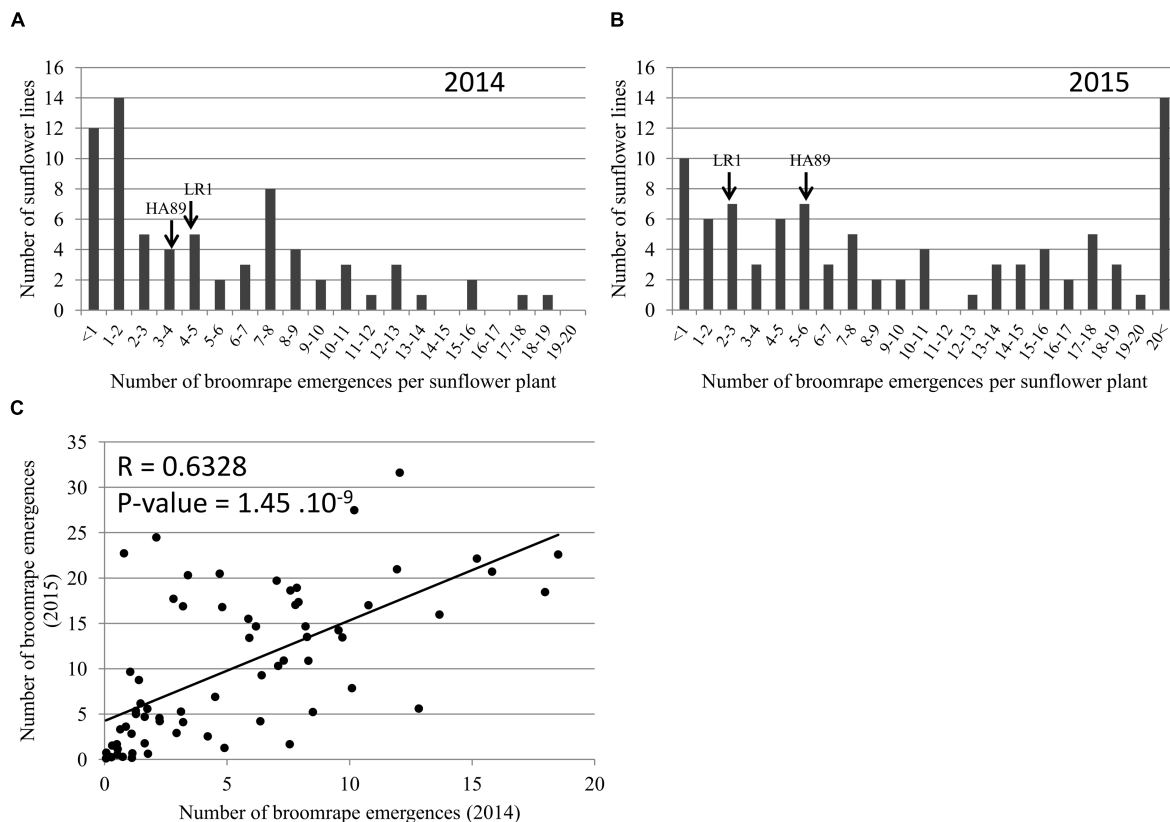 A
2014
Number of sunflower lines
16
14
12
10
8
6
4
2
0
HA89
LR1
<1 1-2 2-3 3-4 4-5 5-6 6-7 7-8 8-9 9-10 10-11 11-12 12-13 13-14 14-15 15-16 16-17 17-18 18-19 19-20
Number of broomrape emergences per sunflower plant
B
2015
Number of sunflower lines
16
14
12
10
8
6
4
2
0
LR1
HA89
<1 1-2 2-3 3-4 4-5 5-6 6-7 7-8 8-9 9-10 10-11 11-12 12-13 13-14 14-15 15-16 16-17 17-18 18-19 19-20 20<
Number of broomrape emergences per sunflower plant
C
R = 0.6328
P-value = 1.45 .10-9
Number of broomrape emergences
(2015)
35
30
25
20
15
10
5
0
0 5 10 15 20
Number of broomrape emergences (2014)